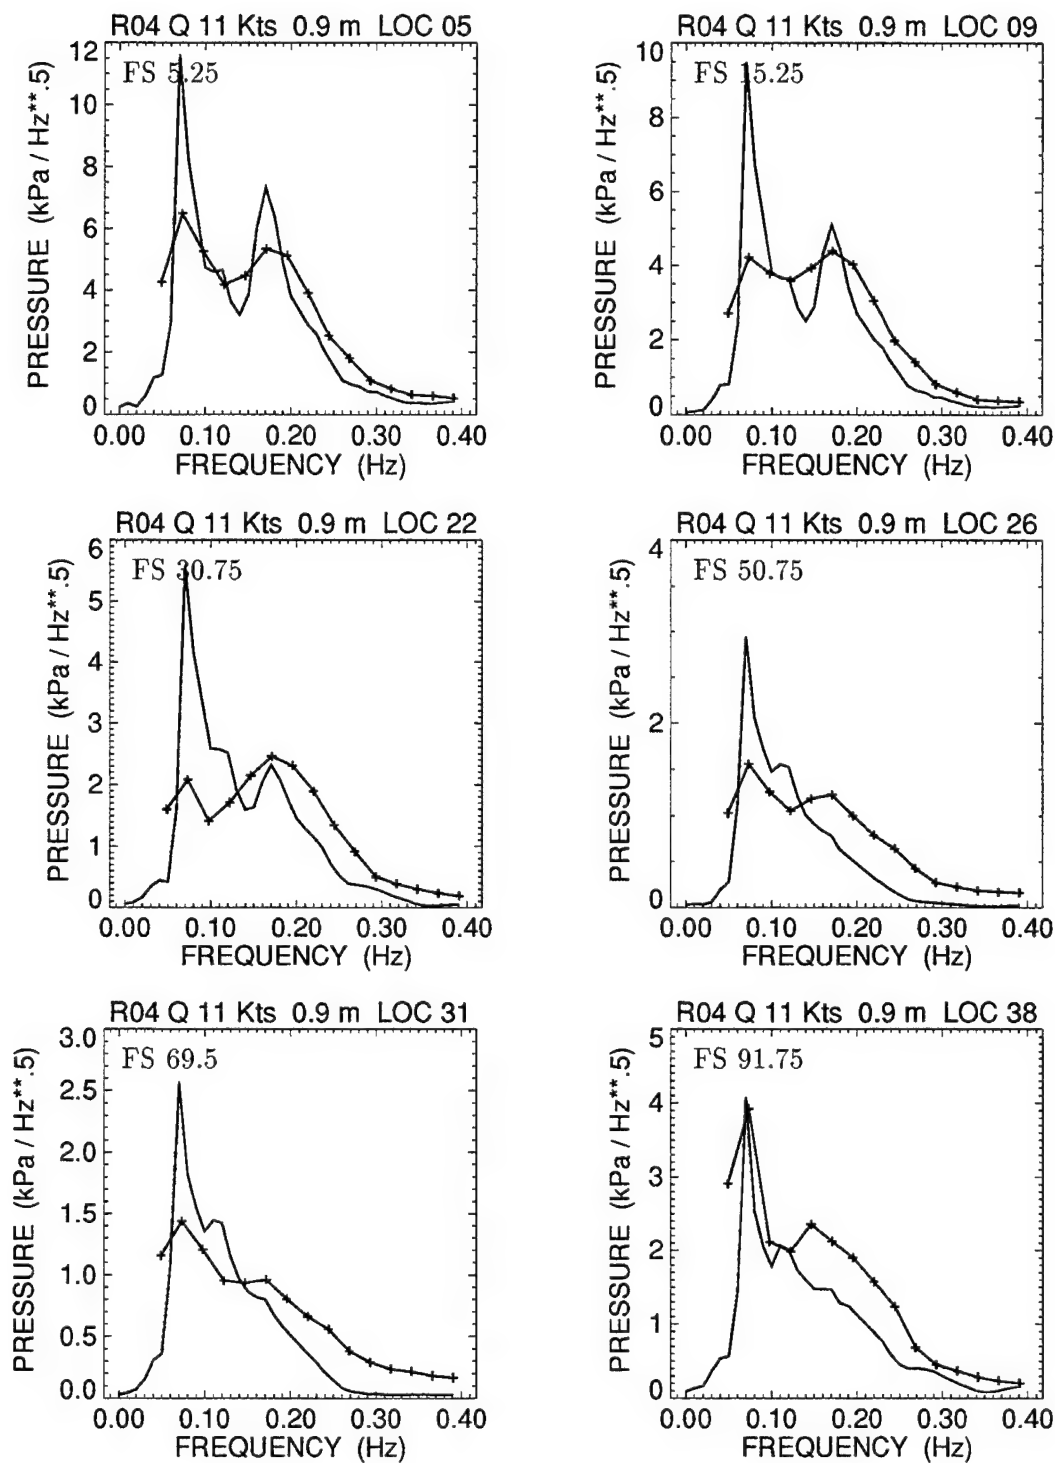 R04 Q 11 Kts 0.9 m LOC 05
FS 5.25
PRESSURE (kPa / Hz**.5)
12
10
8
6
4
2
0
0.00 0.10 0.20 0.30 0.40
FREQUENCY (Hz)
R04 Q 11 Kts 0.9 m LOC 09
FS 15.25
PRESSURE (kPa / Hz**.5)
10
8
6
4
2
0
0.00 0.10 0.20 0.30 0.40
FREQUENCY (Hz)
R04 Q 11 Kts 0.9 m LOC 22
FS 30.75
PRESSURE (kPa / Hz**.5)
6
5
4
3
2
1
0
0.00 0.10 0.20 0.30 0.40
FREQUENCY (Hz)
R04 Q 11 Kts 0.9 m LOC 26
FS 50.75
PRESSURE (kPa / Hz**.5)
4
2
0
0.00 0.10 0.20 0.30 0.40
FREQUENCY (Hz)
R04 Q 11 Kts 0.9 m LOC 31
FS 69.5
PRESSURE (kPa / Hz**.5)
3.0
2.5
2.0
1.5
1.0
0.5
0.0
0.00 0.10 0.20 0.30 0.40
FREQUENCY (Hz)
R04 Q 11 Kts 0.9 m LOC 38
FS 91.75
PRESSURE (kPa / Hz**.5)
5
4
3
2
1
0
0.00 0.10 0.20 0.30 0.40
FREQUENCY (Hz)